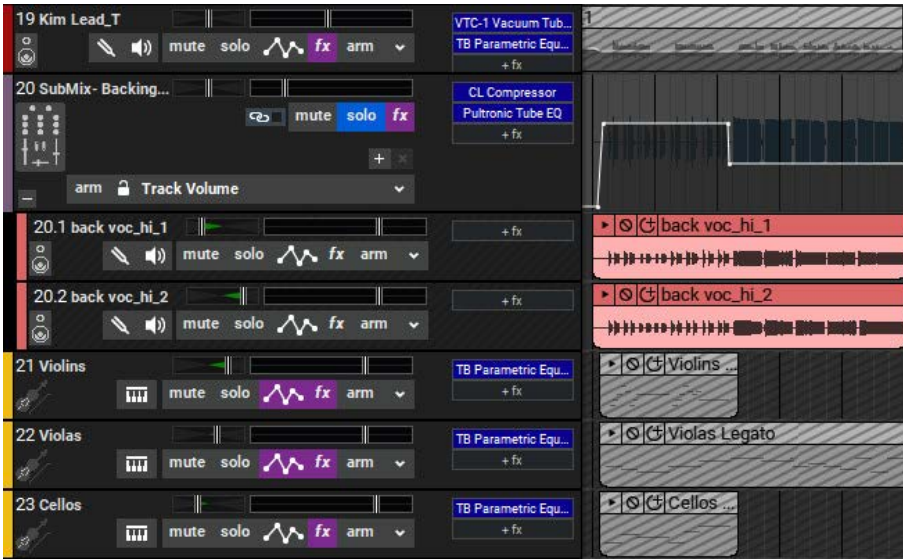 19 Kim Lead_T
mute solo fx arm
VTC-1 Vacuum Tub...
TB Parametric Equ...
+ fx
1
20 SubMix- Backing...
mute solo fx
arm Track Volume
CL Compressor
Pultronic Tube EQ
+ fx
20.1 back voc_hi_1
mute solo fx arm
+ fx
back voc_hi_1
20.2 back voc_hi_2
mute solo fx arm
+ fx
back voc_hi_2
21 Violins
mute solo fx arm
TB Parametric Equ...
+ fx
Violins ...
22 Violas
mute solo fx arm
TB Parametric Equ...
+ fx
Violas Legato
23 Cellos
mute solo fx arm
TB Parametric Equ...
+ fx
Cellos ...